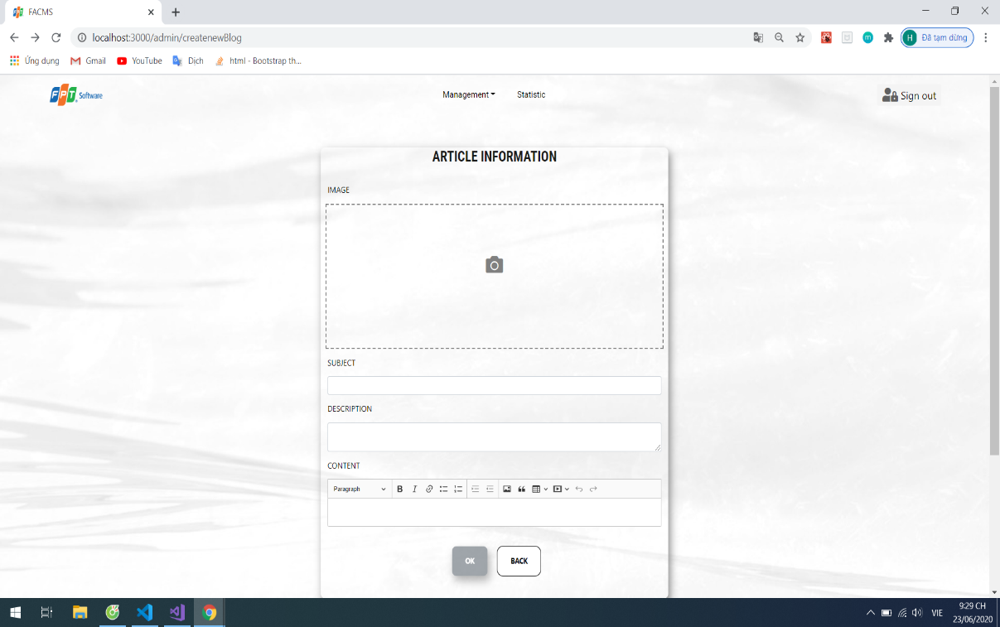 FACMS
localhost:3000/admin/createnewBlog
H Đã tạm dừng
Ứng dụng Gmail YouTube Dịch html - Bootstrap th...
FPT Software Management Statistic Sign out
ARTICLE INFORMATION
IMAGE
SUBJECT
DESCRIPTION
CONTENT
Paragraph B I
OK BACK
VIE
9:29 CH
23/06/2020